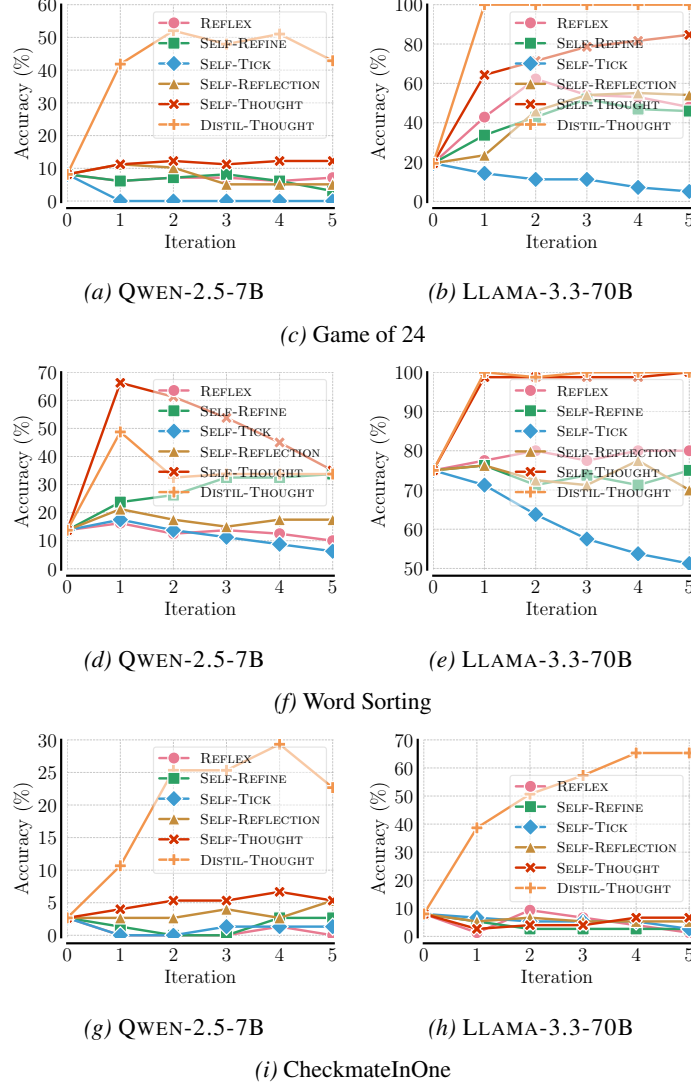 60
50
40
30
20
10
0
Accuracy (%)
REFLEX
SELF-REFINE
SELF-TICK
SELF-REFLECTION
SELF-THOUGHT
DISTIL-THOUGHT
0 1 2 3 4 5
Iteration
100
80
60
40
20
0
Accuracy (%)
REFLEX
SELF-REFINE
SELF-TICK
SELF-REFLECTION
SELF-THOUGHT
DISTIL-THOUGHT
0 1 2 3 4 5
Iteration
(a) QWEN-2.5-7B
(b) LLAMA-3.3-70B
(c) Game of 24
70
60
50
40
30
20
10
0
Accuracy (%)
REFLEX
SELF-REFINE
SELF-TICK
SELF-REFLECTION
SELF-THOUGHT
DISTIL-THOUGHT
0 1 2 3 4 5
Iteration
100
90
80
70
60
50
Accuracy (%)
REFLEX
SELF-REFINE
SELF-TICK
SELF-REFLECTION
SELF-THOUGHT
DISTIL-THOUGHT
0 1 2 3 4 5
Iteration
(d) QWEN-2.5-7B
(e) LLAMA-3.3-70B
(f) Word Sorting
30
25
20
15
10
5
0
Accuracy (%)
REFLEX
SELF-REFINE
SELF-TICK
SELF-REFLECTION
SELF-THOUGHT
DISTIL-THOUGHT
0 1 2 3 4 5
Iteration
70
60
50
40
30
20
10
0
Accuracy (%)
REFLEX
SELF-REFINE
SELF-TICK
SELF-REFLECTION
SELF-THOUGHT
DISTIL-THOUGHT
0 1 2 3 4 5
Iteration
(g) QWEN-2.5-7B
(h) LLAMA-3.3-70B
(i) CheckmateInOne